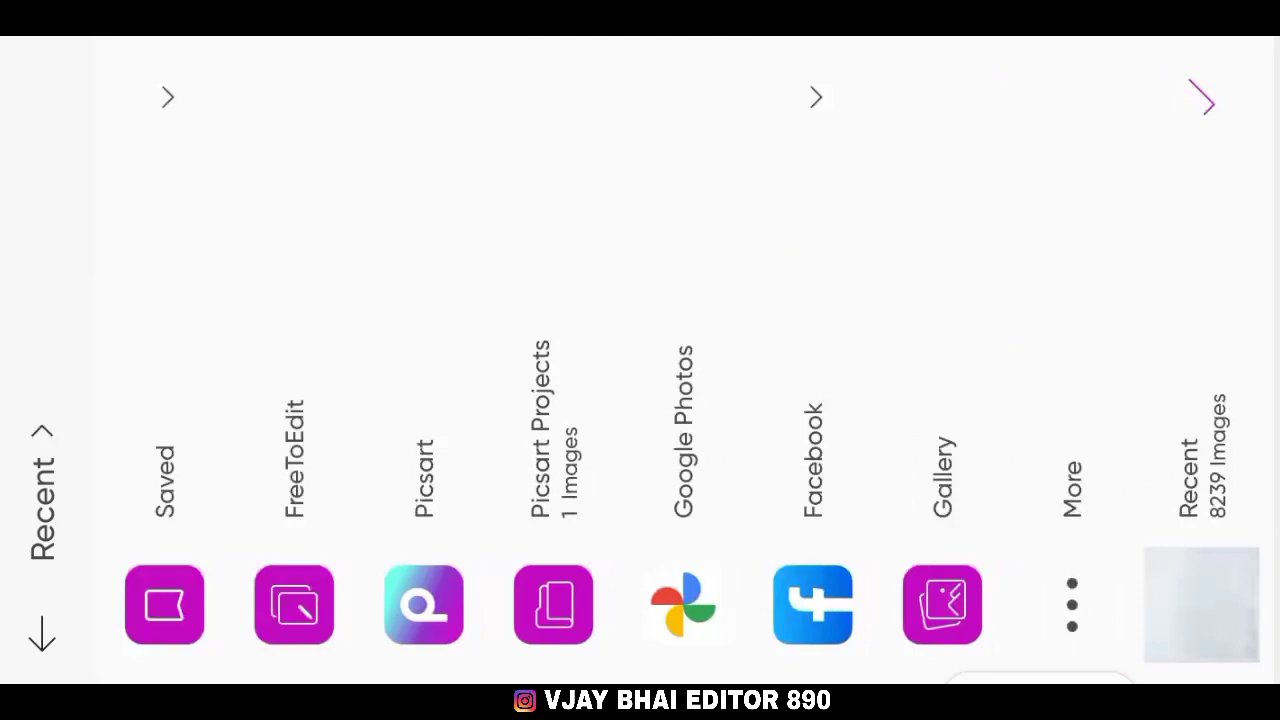 Recent
Saved
FreeToEdit
Picsart
Picsart Projects
1 Images
Google Photos
Facebook
Gallery
More
Recent
8239 Images
VJAY BHAI EDITOR 890